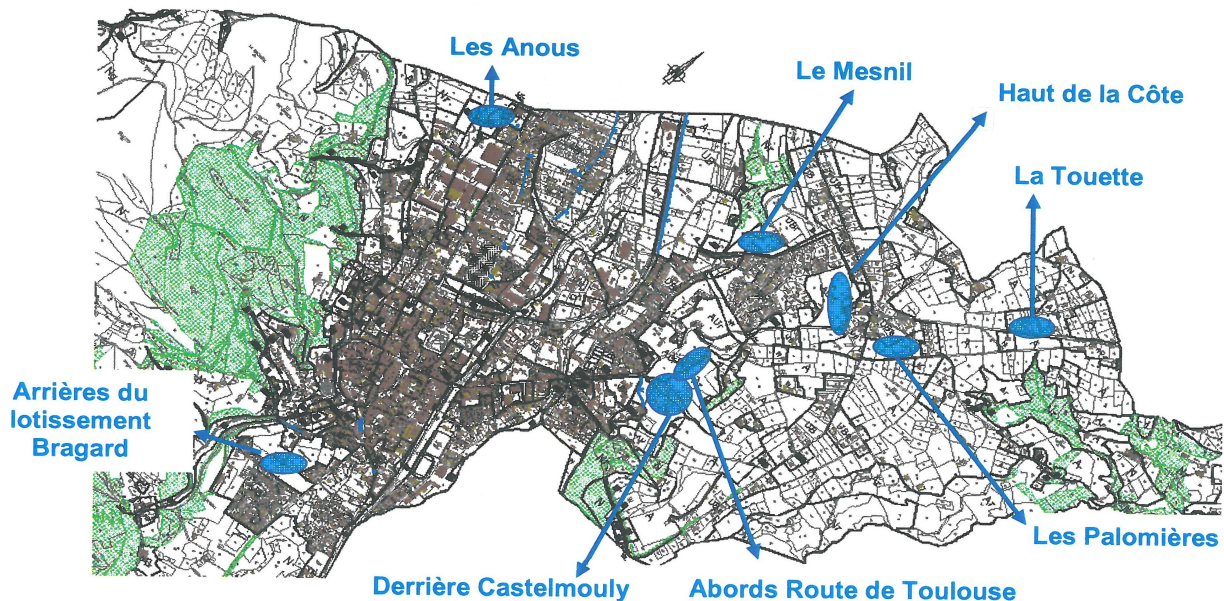 Les Anous
Le Mesnil
Haut de la Côte
La Touette
Arrières du
lotissement
Bragard
Les Palomières
Derrière Castelmouly
Abords Route de Toulouse